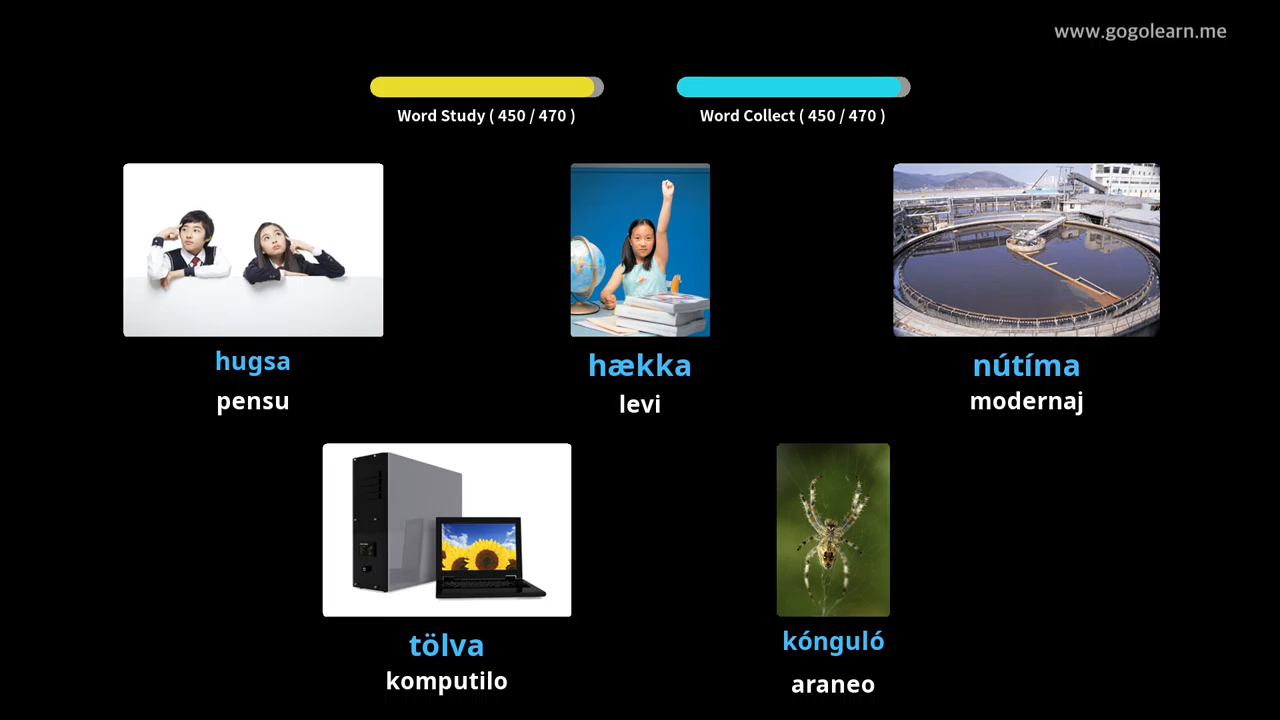 www.gogolearn.me
Word Study ( 450 / 470 )
Word Collect ( 450 / 470 )
hugsa
pensu
hækka
levi
nútíma
modernaj
tölva
komputilo
kónguló
araneo